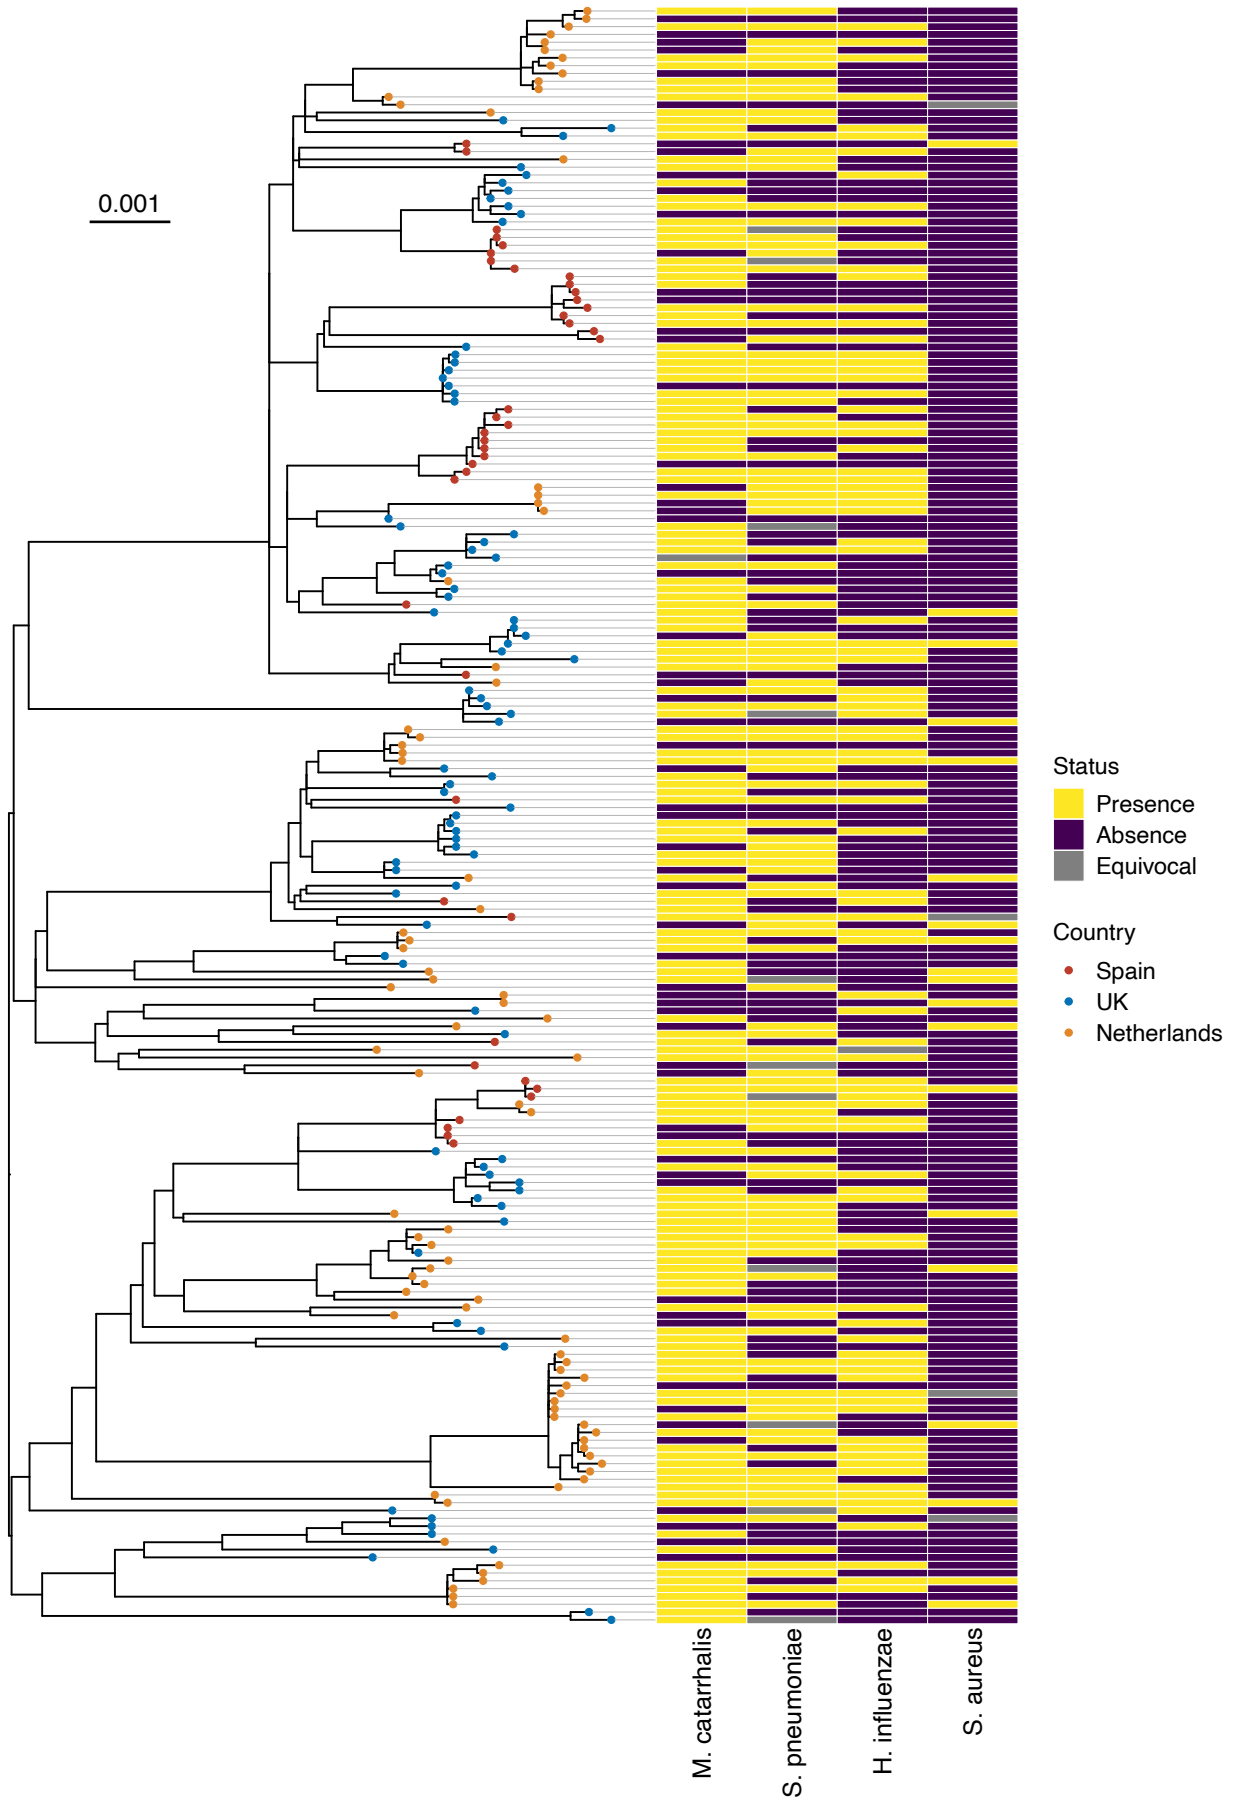 0.001
Status
Presence
Absence
Equivocal
Country
Spain
UK
Netherlands
M. catarrhalis
S. pneumoniae
H. influenzae
S. aureus